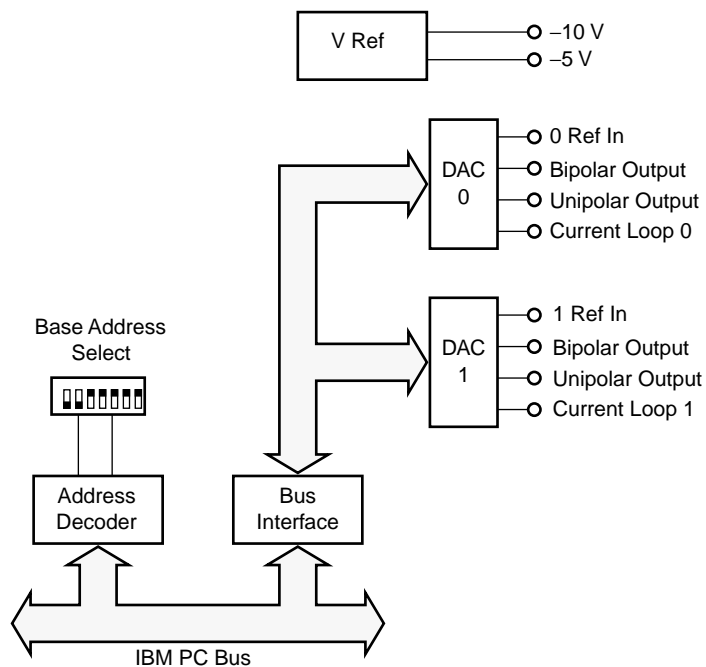 V Ref
–10 V
–5 V
DAC
0
0 Ref In
Bipolar Output
Unipolar Output
Current Loop 0
DAC
1
1 Ref In
Bipolar Output
Unipolar Output
Current Loop 1
Base Address
Select
Address
Decoder
Bus
Interface
IBM PC Bus